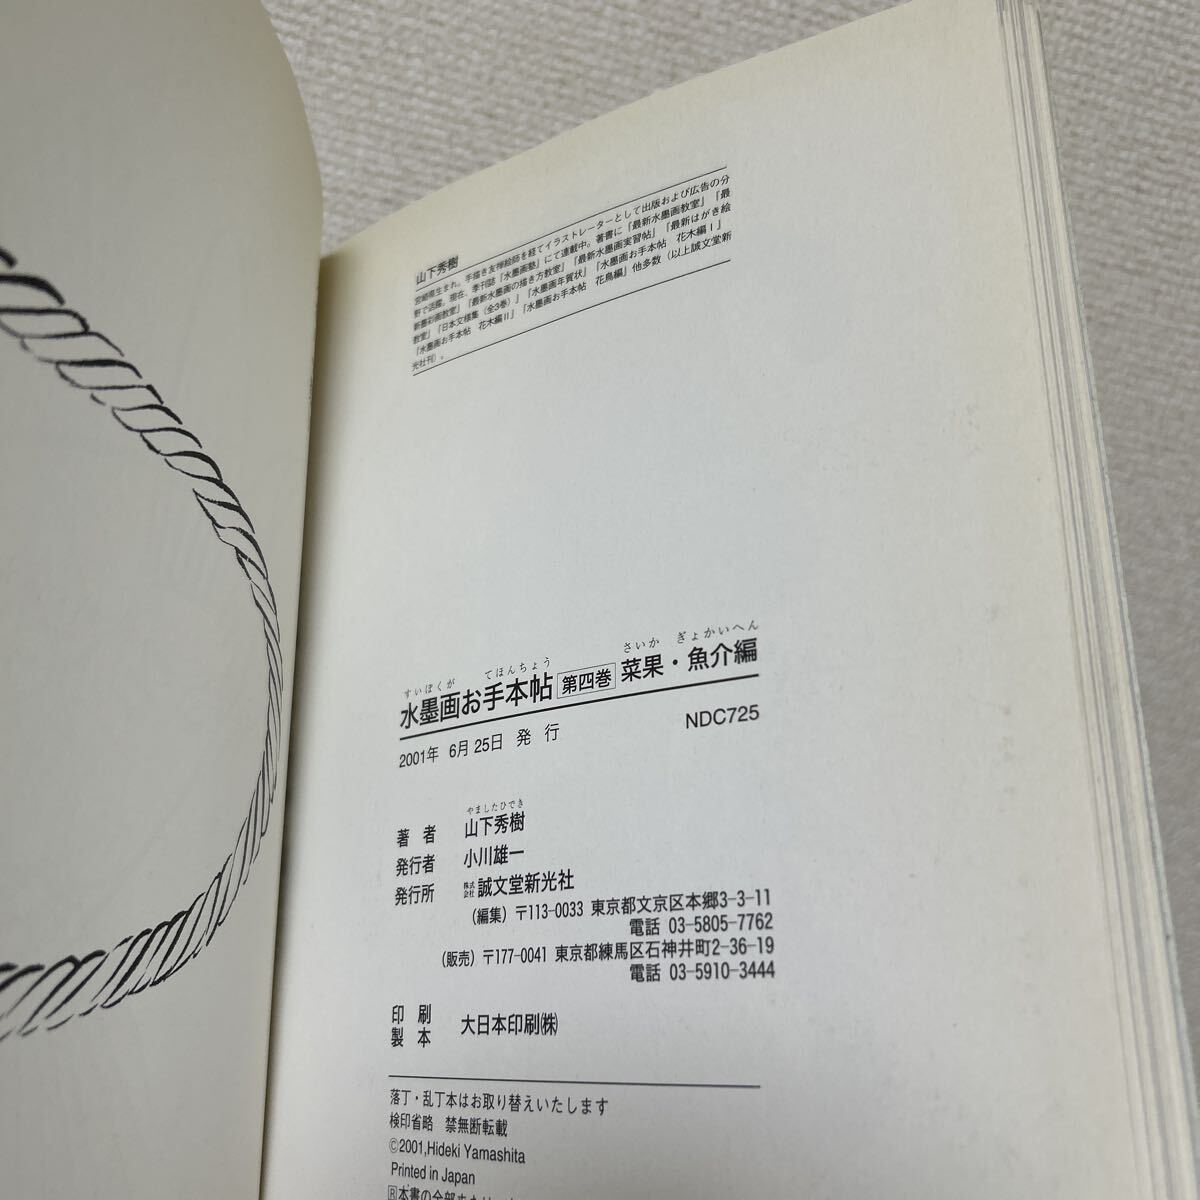 山下秀樹
宮崎県生まれ。手描き友禅絵師を経てイラストレーターとして出版および広告の分
野で活躍。現在、季刊誌「水墨画塾」にて連載中。著書に「最新水墨画教室」「最
新墨彩画教室」「最新水墨画の描き方教室」「最新水墨画実習帖」「最新はがき絵
教室」「日本文様集（全3巻）」「水墨画年賀状」「水墨画お手本帖　花木編Ⅰ」
「水墨画お手本帖　花木編Ⅱ」「水墨画お手本帖　花鳥編」他多数（以上誠文堂新
光社刊）。
すいぼくが　てほんちょう　さいか　ぎょかいへん
水墨画お手本帖 第四巻 菜果・魚介編
2001年 6月25日 発 行　NDC725
やましたひでき
著 者　山下秀樹
発行者　小川雄一
発行所　株式会社 誠文堂新光社
（編集）〒113-0033 東京都文京区本郷3-3-11
電話 03-5805-7762
（販売）〒177-0041 東京都練馬区石神井町2-36-19
電話 03-5910-3444
印 刷
製 本　大日本印刷㈱
落丁・乱丁本はお取り替えいたします
検印省略　禁無断転載
©2001,Hideki Yamashita
Printed in Japan
Ⓡ本書の全部または